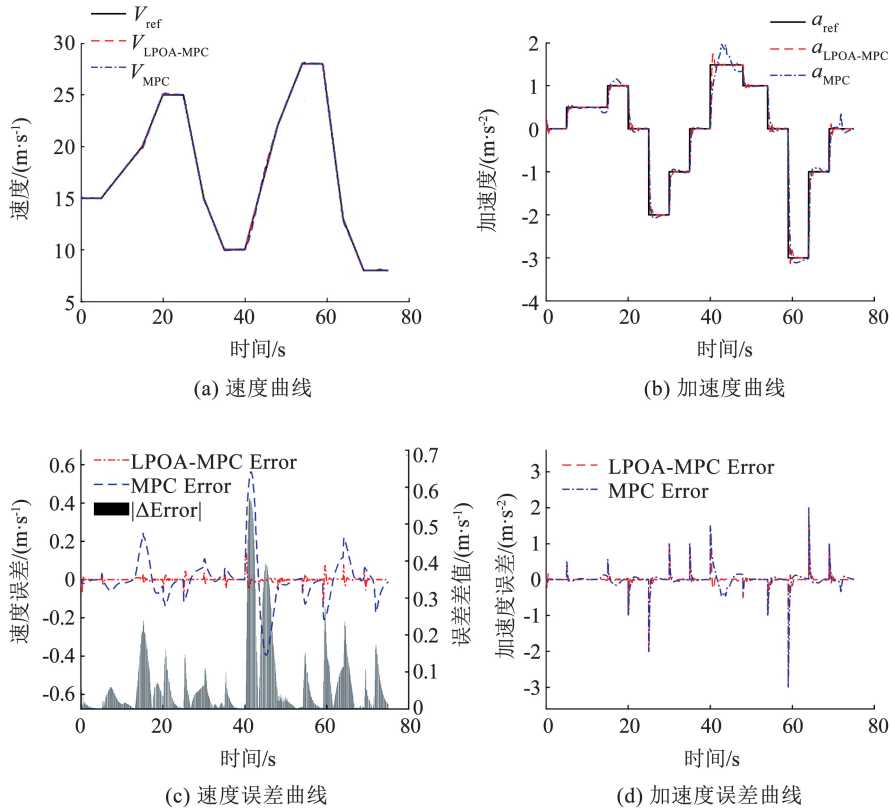 V_ref
V_LPOA-MPC
V_MPC
30
25
20
15
10
5
0
20
40
60
80
速度/(m·s⁻¹)
时间/s
(a) 速度曲线
a_ref
a_LPOA-MPC
a_MPC
2
1
0
-1
-2
-3
-4
0
20
40
60
80
加速度/(m·s⁻²)
时间/s
(b) 加速度曲线
LPOA-MPC Error
MPC Error
|ΔError|
0.6
0.4
0.2
0
-0.2
-0.4
-0.6
0.7
0.6
0.5
0.4
0.3
0.2
0.1
0
0
20
40
60
80
速度误差/(m·s⁻¹)
误差差值/(m·s⁻¹)
时间/s
(c) 速度误差曲线
LPOA-MPC Error
MPC Error
3
2
1
0
-1
-2
-3
0
20
40
60
80
加速度误差/(m·s⁻²)
时间/s
(d) 加速度误差曲线